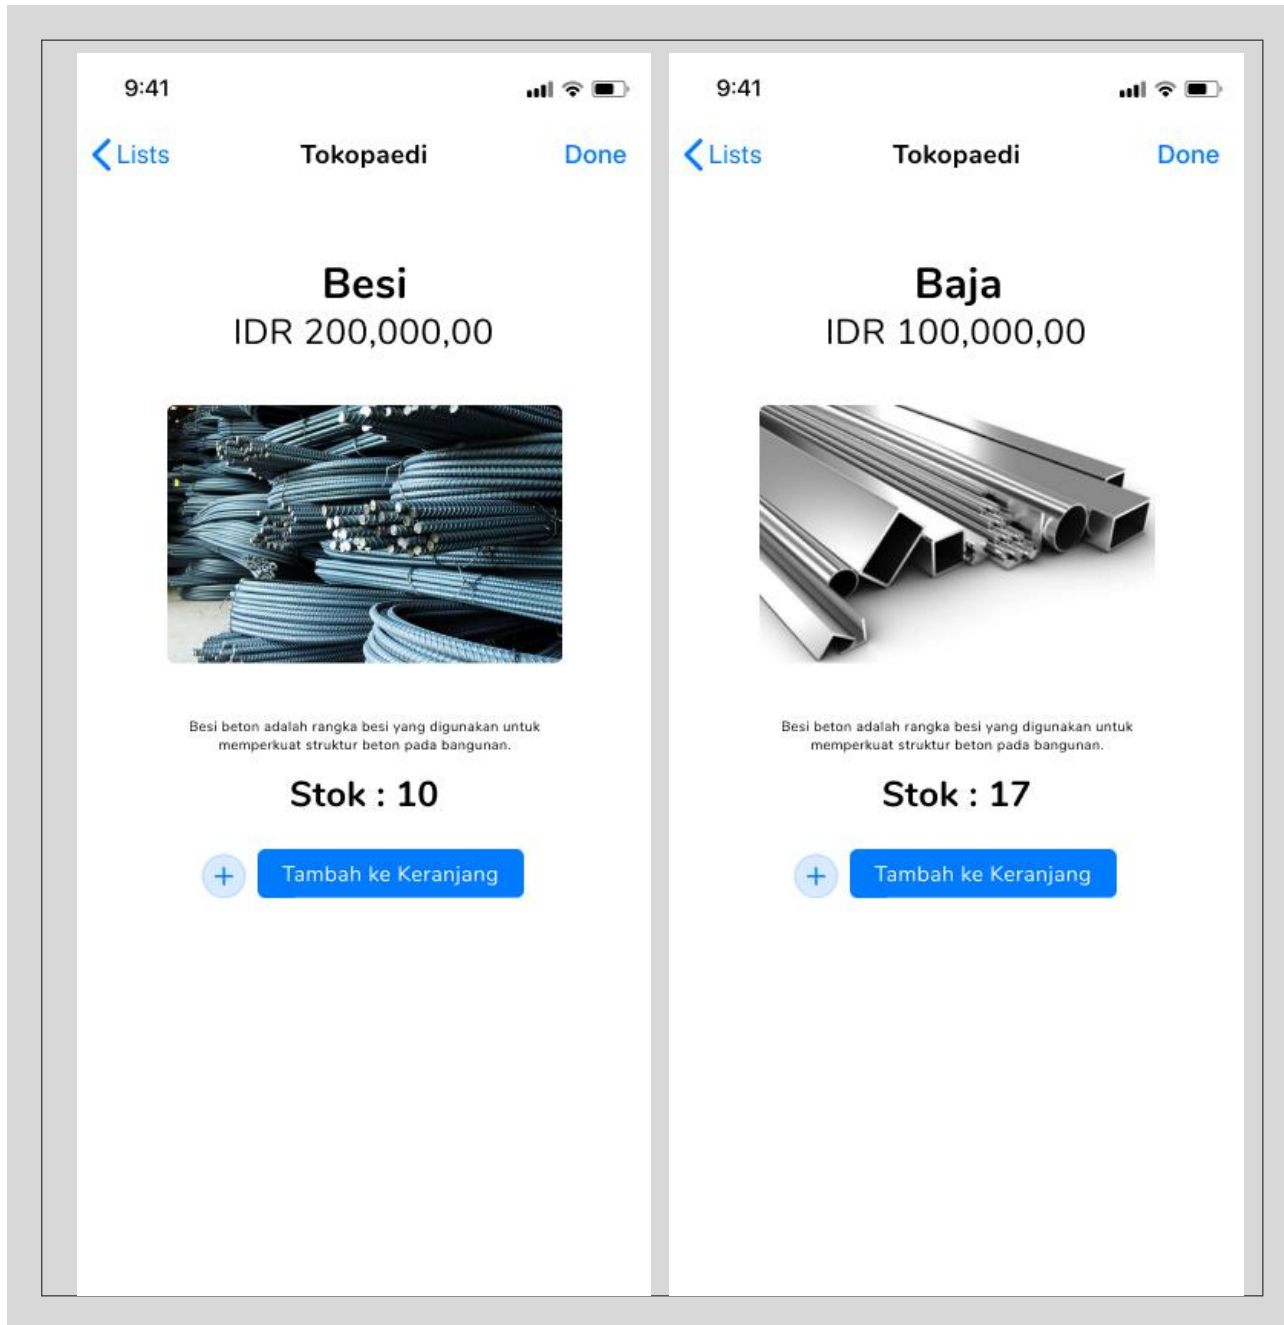 9:41
Lists Tokopaedi Done
Besi
IDR 200,000,00
Besi beton adalah rangka besi yang digunakan untuk
memperkuat struktur beton pada bangunan.
Stok : 10
+ Tambah ke Keranjang
9:41
Lists Tokopaedi Done
Baja
IDR 100,000,00
Besi beton adalah rangka besi yang digunakan untuk
memperkuat struktur beton pada bangunan.
Stok : 17
+ Tambah ke Keranjang